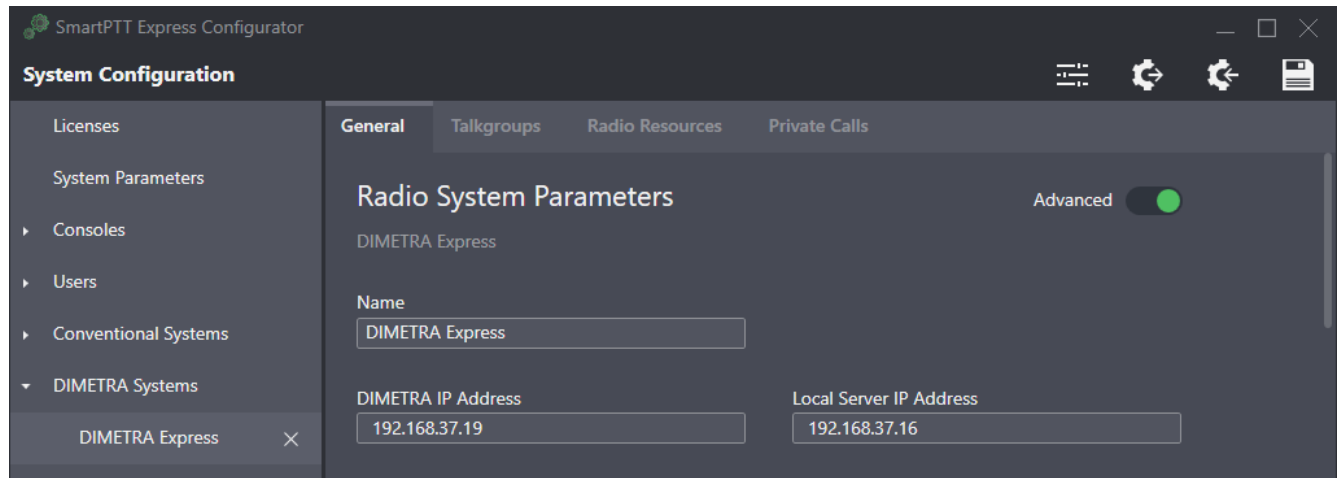 SmartPTT Express Configurator
System Configuration
Licenses
System Parameters
Consoles
Users
Conventional Systems
DIMETRA Systems
DIMETRA Express
General Talkgroups Radio Resources Private Calls
Radio System Parameters
Advanced
DIMETRA Express
Name
DIMETRA Express
DIMETRA IP Address Local Server IP Address
192.168.37.19 192.168.37.16